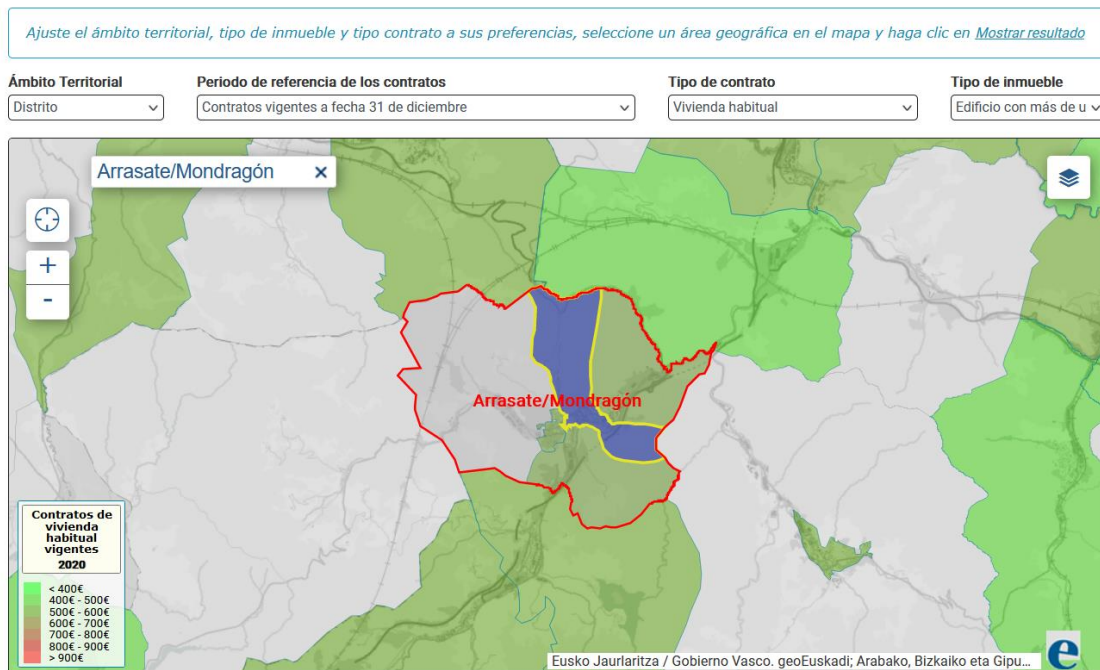 Ajuste el ámbito territorial, tipo de inmueble y tipo contrato a sus preferencias, seleccione un área geográfica en el mapa y haga clic en Mostrar resultado
Ámbito Territorial
Periodo de referencia de los contratos
Tipo de contrato
Tipo de inmueble
Distrito
Contratos vigentes a fecha 31 de diciembre
Vivienda habitual
Edificio con más de u
Arrasate/Mondragón
×
+
-
Arrasate/Mondragón
Contratos de
vivienda
habitual
vigentes
2020
< 400€
400€ - 500€
500€ - 600€
600€ - 700€
700€ - 800€
800€ - 900€
> 900€
Eusko Jaurlaritza / Gobierno Vasco. geoEuskadi; Arabako, Bizkaiko eta Gipu...
e